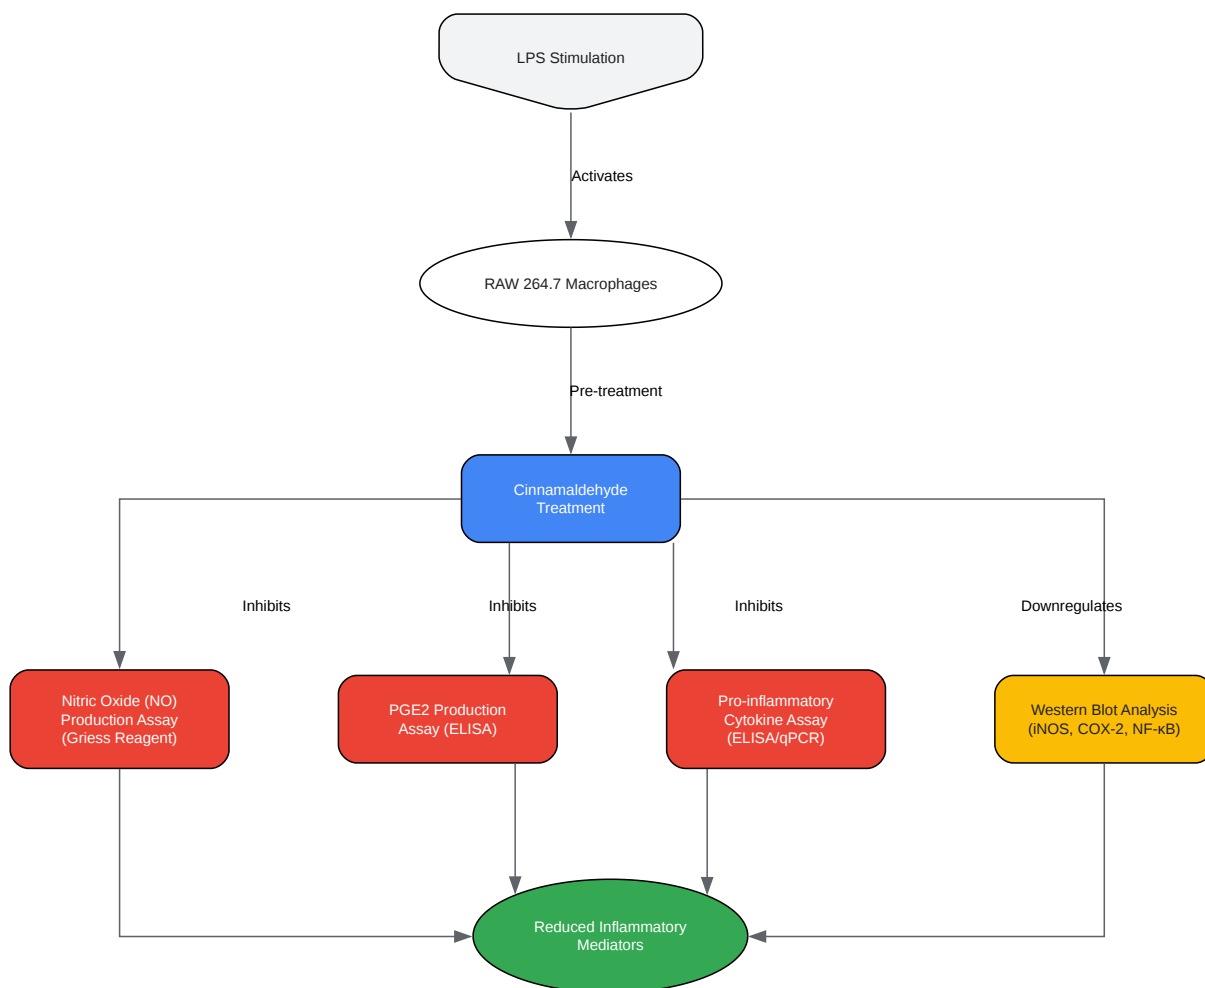 LPS Stimulation
Activates
RAW 264.7 Macrophages
Pre-treatment
Cinnamaldehyde
Treatment
Inhibits
Inhibits
Inhibits
Downregulates
Nitric Oxide (NO)
Production Assay
(Griess Reagent)
PGE2 Production
Assay (ELISA)
Pro-inflammatory
Cytokine Assay
(ELISA/qPCR)
Western Blot Analysis
(iNOS, COX-2, NF-κB)
Reduced Inflammatory
Mediators